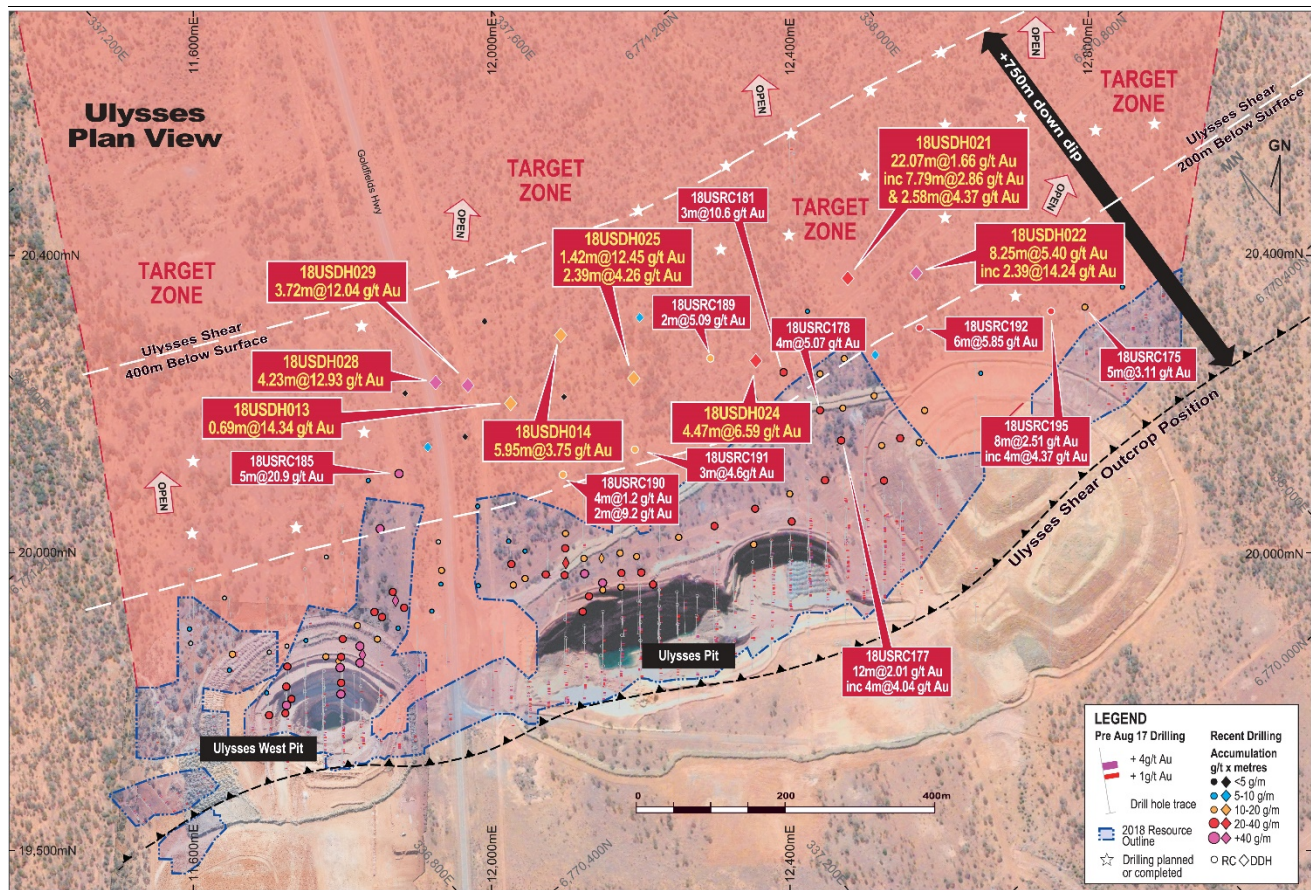 337,200E
11,600mE
12,000mE
337,600E
6,771,200N
12,400mE
338,000E
12,800mE
6,770,800N
Ulysses
Plan View
Goldfields Hwy
OPEN
OPEN
OPEN
OPEN
OPEN
TARGET
ZONE
TARGET
ZONE
TARGET
ZONE
TARGET
ZONE
+750m down dip
Ulysses Shear
200m Below Surface
GN
MN
20,400mN
20,400mN
6,770,400N
18USDH021
22.07m@1.66 g/t Au
inc 7.79m@2.86 g/t Au
& 2.58m@4.37 g/t Au
18USRC181
3m@10.6 g/t Au
18USDH025
1.42m@12.45 g/t Au
2.39m@4.26 g/t Au
18USDH022
8.25m@5.40 g/t Au
inc 2.39@14.24 g/t Au
18USDH029
3.72m@12.04 g/t Au
18USRC189
2m@5.09 g/t Au
18USRC178
4m@5.07 g/t Au
18USRC192
6m@5.85 g/t Au
18USRC175
5m@3.11 g/t Au
Ulysses Shear
400m Below Surface
18USDH028
4.23m@12.93 g/t Au
18USDH013
0.69m@14.34 g/t Au
18USDH014
5.95m@3.75 g/t Au
18USDH024
4.47m@6.59 g/t Au
18USRC195
8m@2.51 g/t Au
inc 4m@4.37 g/t Au
18USRC185
5m@20.9 g/t Au
18USRC191
3m@4.6g/t Au
18USRC190
4m@1.2 g/t Au
2m@9.2 g/t Au
OPEN
Ulysses Shear Outcrop Position
20,000mN
20,000mN
Ulysses Pit
18USRC177
12m@2.01 g/t Au
inc 4m@4.04 g/t Au
6,770,000N
Ulysses West Pit
0
200
400m
19,500mN
11,600mE
336,800E
12,000mE
6,770,400N
12,400mE
337,200E
LEGEND
Pre Aug 17 Drilling
+ 4g/t Au
+ 1g/t Au
Drill hole trace
2018 Resource
Outline
Drilling planned
or completed
Recent Drilling
Accumulation
g/t x metres
<5 g/m
5-10 g/m
10-20 g/m
20-40 g/m
+40 g/m
RC
DDH